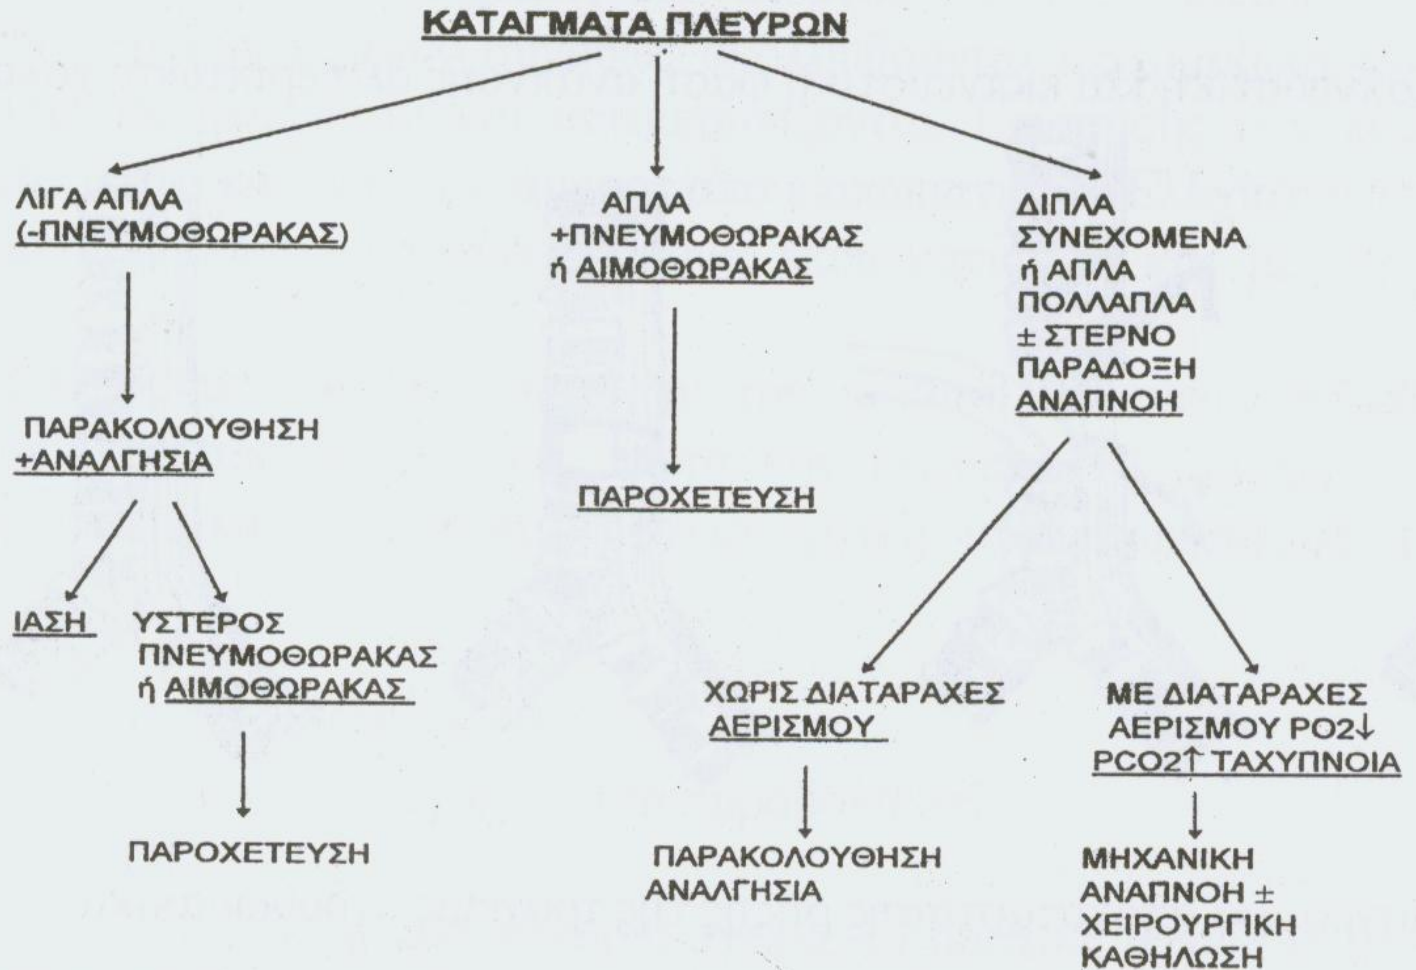 ΚΑΤΑΓΜΑΤΑ ΠΛΕΥΡΩΝ
ΛΙΓΑ ΑΠΛΑ
(-ΠΝΕΥΜΟΘΩΡΑΚΑΣ)
ΠΑΡΑΚΟΛΟΥΘΗΣΗ
+ΑΝΑΛΓΗΣΙΑ
ΙΑΣΗ
ΥΣΤΕΡΟΣ
ΠΝΕΥΜΟΘΩΡΑΚΑΣ
ή ΑΙΜΟΘΩΡΑΚΑΣ
ΠΑΡΟΧΕΤΕΥΣΗ
ΑΠΛΑ
+ΠΝΕΥΜΟΘΩΡΑΚΑΣ
ή ΑΙΜΟΘΩΡΑΚΑΣ
ΠΑΡΟΧΕΤΕΥΣΗ
ΔΙΠΛΑ
ΣΥΝΕΧΟΜΕΝΑ
ή ΑΠΛΑ
ΠΟΛΛΑΠΛΑ
± ΣΤΕΡΝΟ
ΠΑΡΑΔΟΞΗ
ΑΝΑΠΝΟΗ
ΧΩΡΙΣ ΔΙΑΤΑΡΑΧΕΣ
ΑΕΡΙΣΜΟΥ
ΠΑΡΑΚΟΛΟΥΘΗΣΗ
ΑΝΑΛΓΗΣΙΑ
ΜΕ ΔΙΑΤΑΡΑΧΕΣ
ΑΕΡΙΣΜΟΥ PO2↓
PCO2↑ ΤΑΧΥΠΝΟΙΑ
ΜΗΧΑΝΙΚΗ
ΑΝΑΠΝΟΗ ±
ΧΕΙΡΟΥΡΓΙΚΗ
ΚΑΘΗΛΩΣΗ